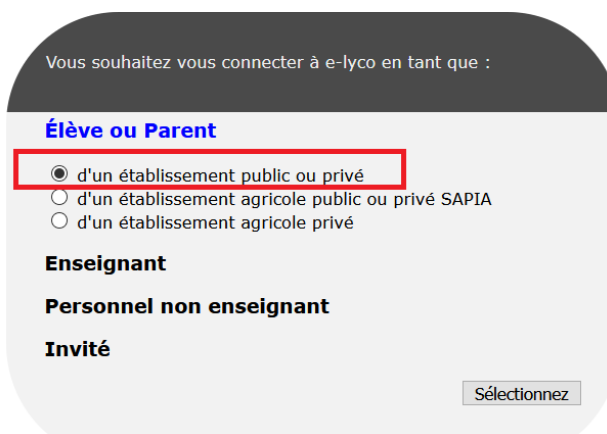 Vous souhaitez vous connecter à e-lyco en tant que :
Élève ou Parent
d'un établissement public ou privé
d'un établissement agricole public ou privé SAPIA
d'un établissement agricole privé
Enseignant
Personnel non enseignant
Invité
Sélectionnez